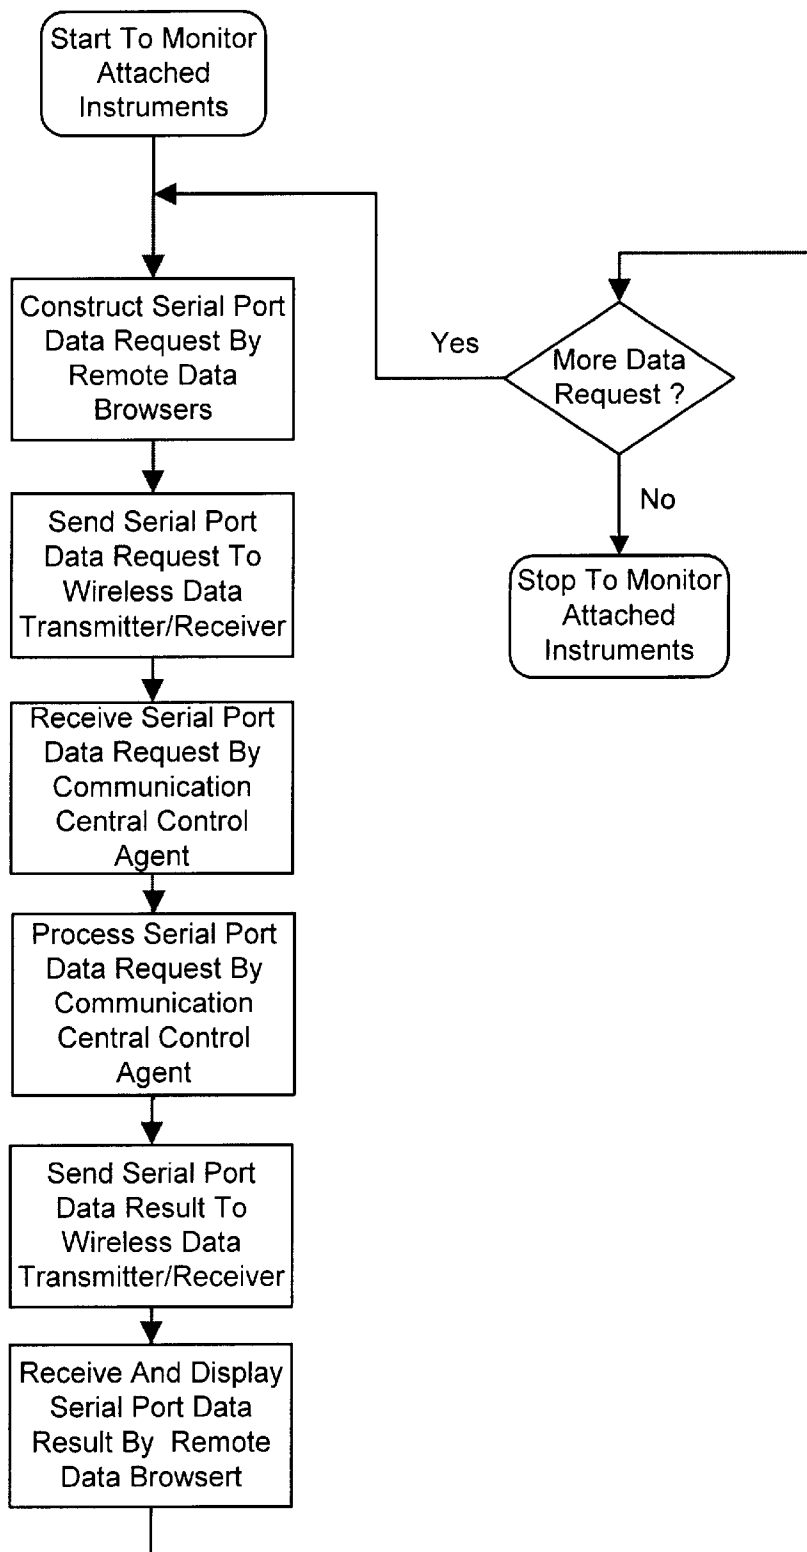 Start To Monitor
Attached
Instruments
Construct Serial Port
Data Request By
Remote Data
Browsers
Send Serial Port
Data Request To
Wireless Data
Transmitter/Receiver
Receive Serial Port
Data Request By
Communication
Central Control
Agent
Process Serial Port
Data Request By
Communication
Central Control
Agent
Send Serial Port
Data Result To
Wireless Data
Transmitter/Receiver
Receive And Display
Serial Port Data
Result By Remote
Data Browsert
More Data
Request ?
Yes
No
Stop To Monitor
Attached
Instruments